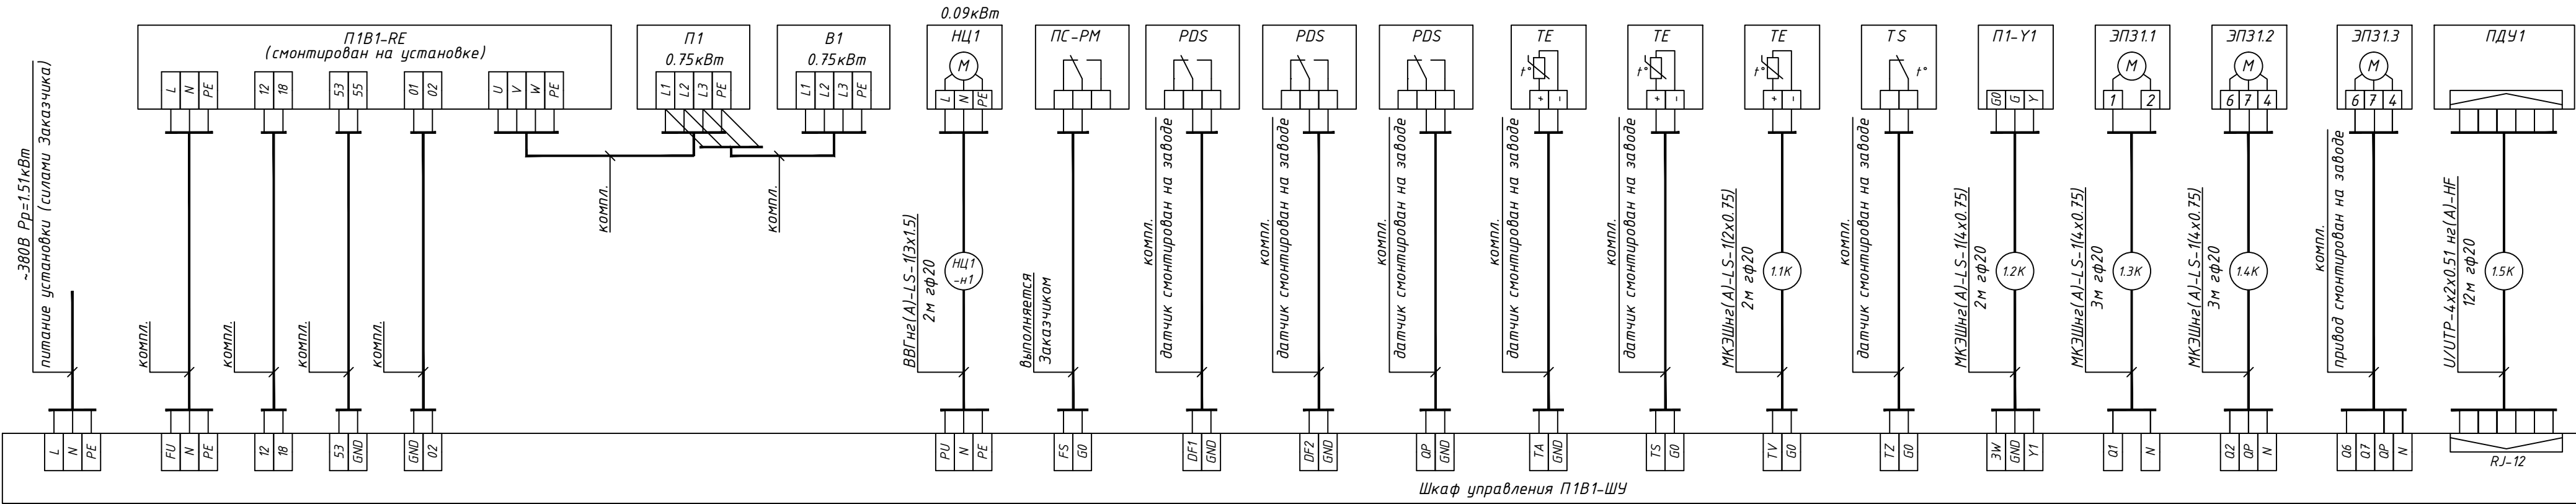 П1В1-RE
(смонтирован на установке)
L N PE
12 18
53 55
01 02
U V W PE
П1
0.75кВт
L1 L2 L3 PE
В1
0.75кВт
L1 L2 L3 PE
0.09кВт
НЦ1
М
L N PE
ПС-РМ
PDS
PDS
PDS
TE
t°
+ -
TE
t°
+ -
TE
t°
+ -
TS
t°
П1-Y1
G0 G Y
ЭПЗ1.1
М
1 2
ЭПЗ1.2
М
6 7 4
ЭПЗ1.3
М
6 7 4
ПДУ1
~380В Рр=1.51кВт
питание установки (силами Заказчика)
компл.
компл.
компл.
компл.
компл.
компл.
ВВГнг(А)-LS-1(3х1.5)
2м гф20
НЦ1
-н1
выполняется
Заказчиком
компл.
датчик смонтирован на заводе
компл.
датчик смонтирован на заводе
компл.
датчик смонтирован на заводе
компл.
датчик смонтирован на заводе
компл.
датчик смонтирован на заводе
МКЭШнг(А)-LS-1(2х0.75)
2м гф20
1.1К
компл.
датчик смонтирован на заводе
МКЭШнг(А)-LS-1(4х0.75)
2м гф20
1.2К
МКЭШнг(А)-LS-1(4х0.75)
3м гф20
1.3К
МКЭШнг(А)-LS-1(4х0.75)
3м гф20
1.4К
компл.
привод смонтирован на заводе
U/UTP-4х2х0.51 нг(А)-HF
12м гф20
1.5К
L N PE
FU N PE
12 18
53 GND
GND 02
PU N PE
FS G0
DF1 GND
DF2 GND
QP GND
TA GND
TS G0
TV G0
TZ G0
3W GND Y1
Q1 N
Q2 QP N
Q6 Q7 QP N
RJ-12
Шкаф управления П1В1-ШУ